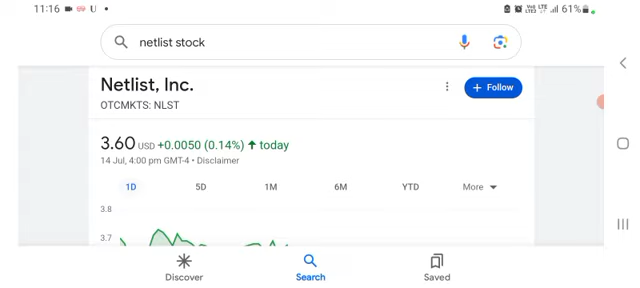 11:16 U 61%
netlist stock
Netlist, Inc.
Follow
OTCMKTS: NLST
3.60 USD +0.0050 (0.14%) ↑ today
14 Jul, 4:00 pm GMT-4 • Disclaimer
1D 5D 1M 6M YTD More
3.8
3.7
Discover Search Saved